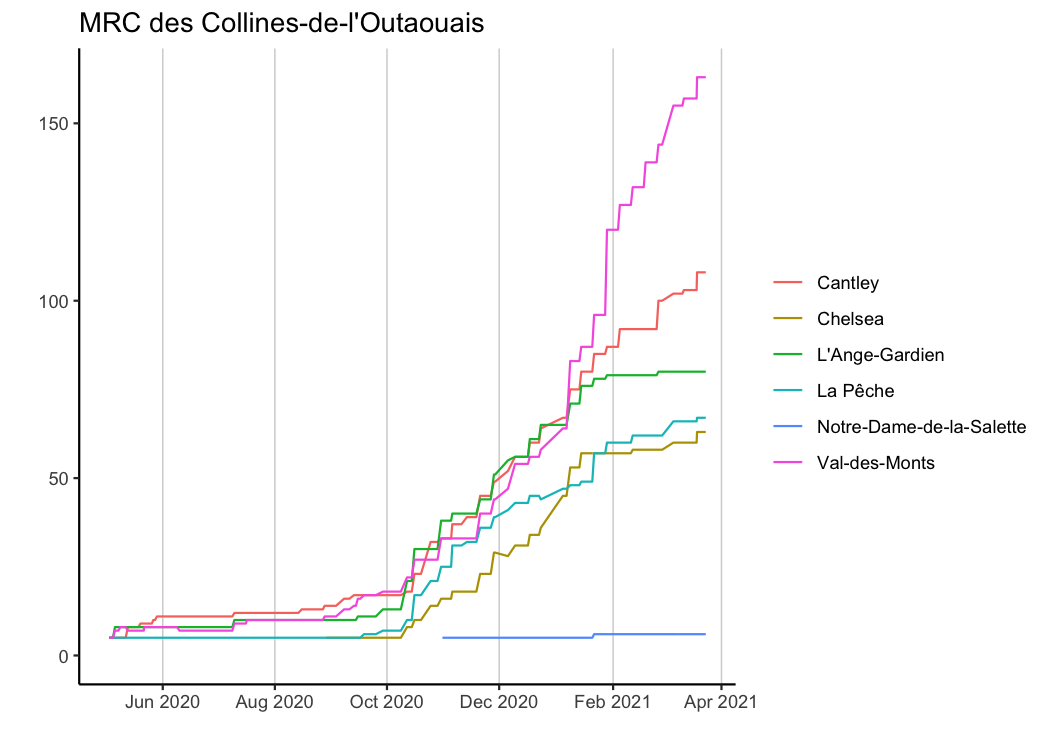 MRC des Collines-de-l'Outaouais
150
100
50
0
Jun 2020 Aug 2020 Oct 2020 Dec 2020 Feb 2021 Apr 2021
Cantley
Chelsea
L'Ange-Gardien
La Pêche
Notre-Dame-de-la-Salette
Val-des-Monts